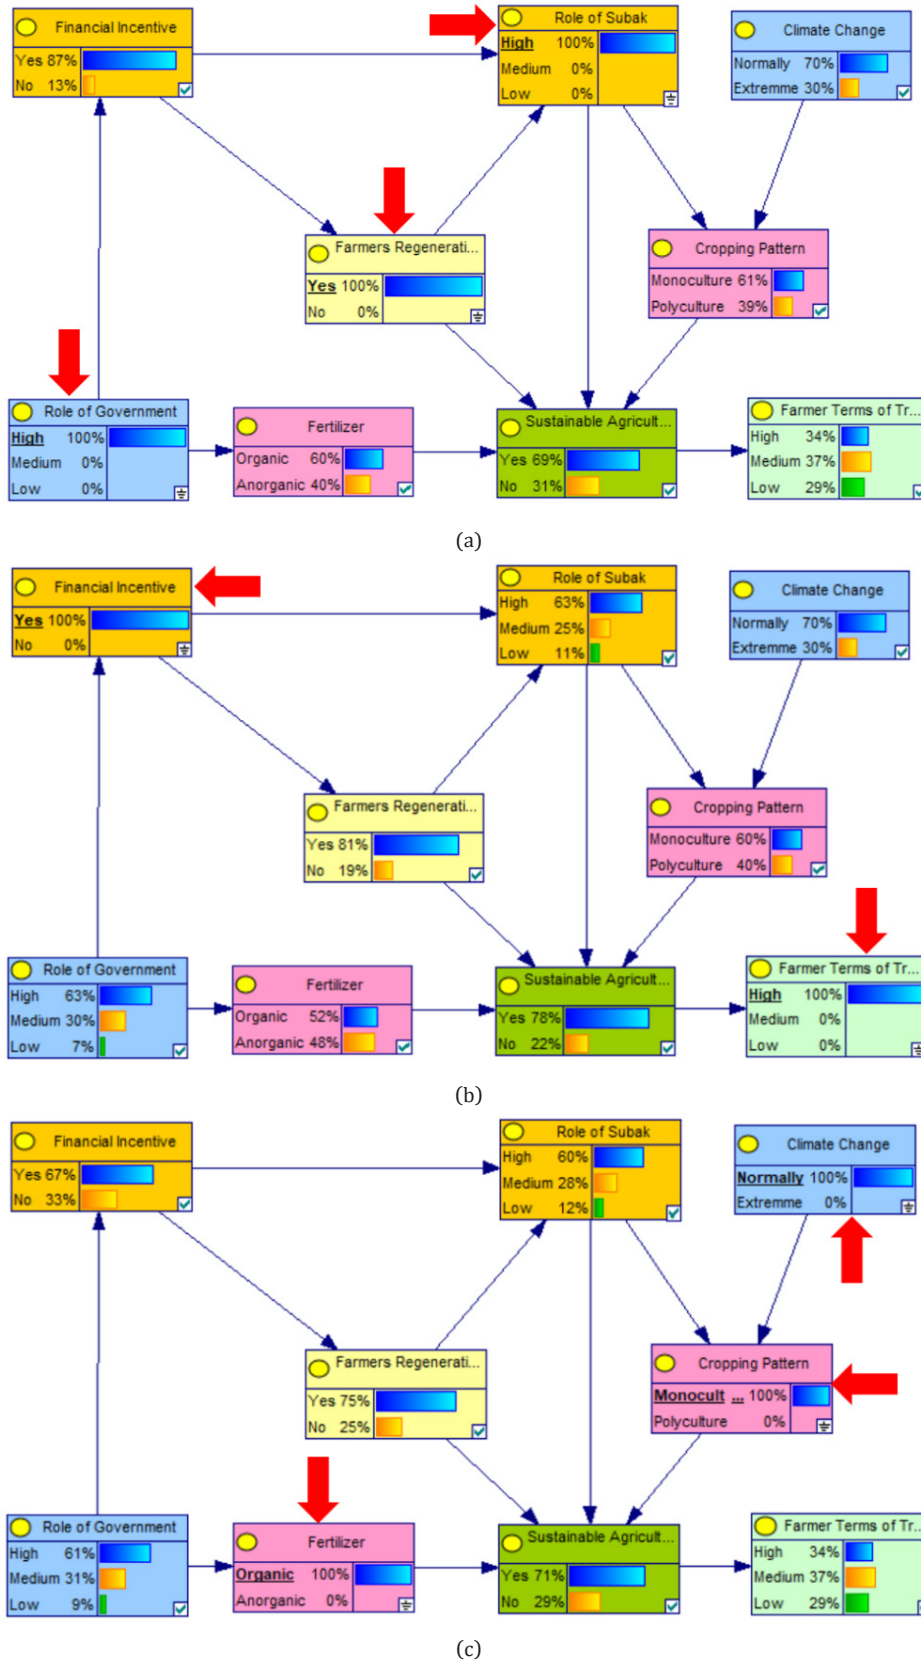 Financial Incentive
Yes 87%
No 13%
Role of Subak
High 100%
Medium 0%
Low 0%
Climate Change
Normally 70%
Extremme 30%
Farmers Regenerati...
Yes 100%
No 0%
Cropping Pattern
Monoculture 61%
Polyculture 39%
Role of Government
High 100%
Medium 0%
Low 0%
Fertilizer
Organic 60%
Anorganic 40%
Sustainable Agricult...
Yes 69%
No 31%
Farmer Terms of Tr...
High 34%
Medium 37%
Low 29%
(a)
Financial Incentive
Yes 100%
No 0%
Role of Subak
High 63%
Medium 25%
Low 11%
Climate Change
Normally 70%
Extremme 30%
Farmers Regenerati...
Yes 81%
No 19%
Cropping Pattern
Monoculture 60%
Polyculture 40%
Role of Government
High 63%
Medium 30%
Low 7%
Fertilizer
Organic 52%
Anorganic 48%
Sustainable Agricult...
Yes 78%
No 22%
Farmer Terms of Tr...
High 100%
Medium 0%
Low 0%
(b)
Financial Incentive
Yes 67%
No 33%
Role of Subak
High 60%
Medium 28%
Low 12%
Climate Change
Normally 100%
Extremme 0%
Farmers Regenerati...
Yes 75%
No 25%
Cropping Pattern
Monocult ... 100%
Polyculture 0%
Role of Government
High 61%
Medium 31%
Low 9%
Fertilizer
Organic 100%
Anorganic 0%
Sustainable Agricult...
Yes 71%
No 29%
Farmer Terms of Tr...
High 34%
Medium 37%
Low 29%
(c)